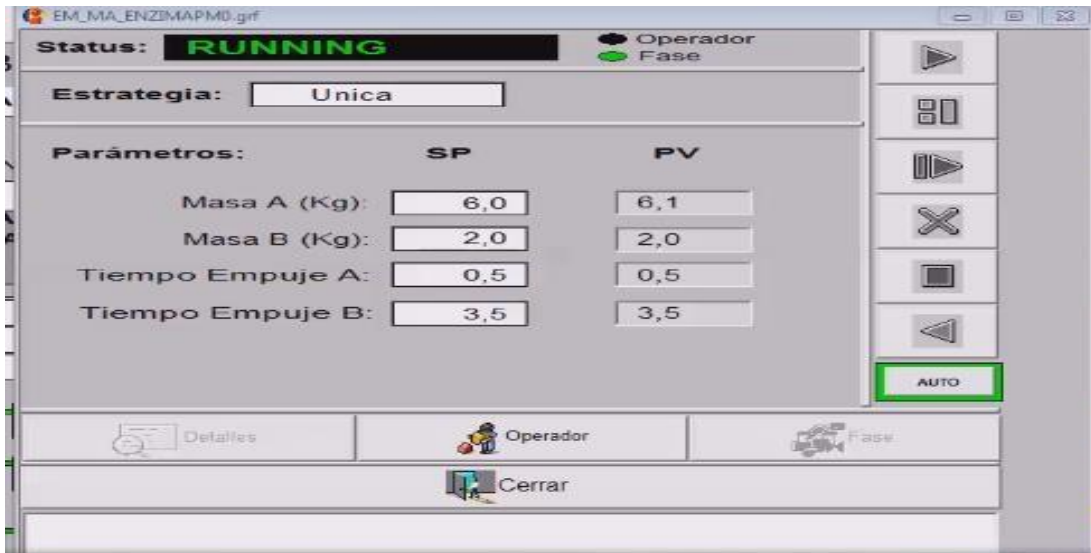 EM_MA_ENZIMAPM0.grf
Status: RUNNING
Operador
Fase
Estrategia: Unica
Parámetros: SP PV
Masa A (Kg): 6,0 6,1
Masa B (Kg): 2,0 2,0
Tiempo Empuje A: 0,5 0,5
Tiempo Empuje B: 3,5 3,5
AUTO
Detalles Operador Fase
Cerrar